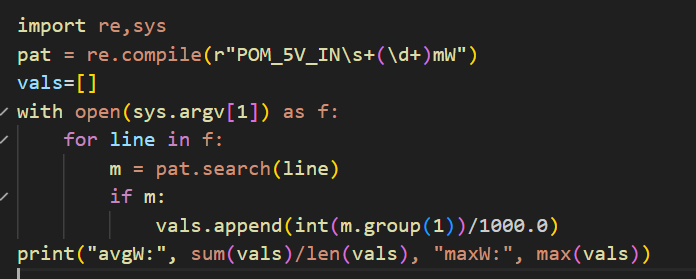 import re,sys
pat = re.compile(r"POM_5V_IN\s+(\d+)mW")
vals=[]
with open(sys.argv[1]) as f:
    for line in f:
        m = pat.search(line)
        if m:
            vals.append(int(m.group(1))/1000.0)
print("avgW:", sum(vals)/len(vals), "maxW:", max(vals))